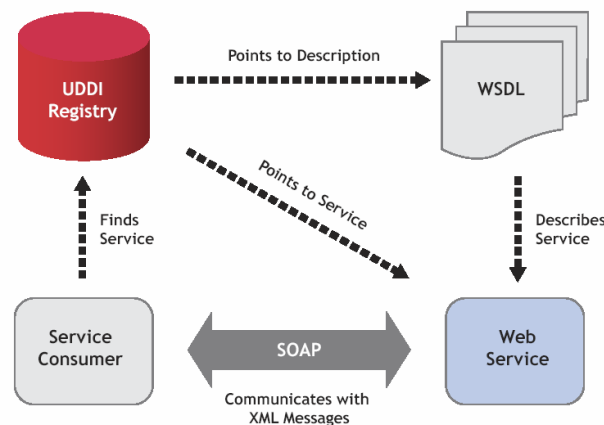 UDDI
Registry
Points to Description
WSDL
Points to Service
Finds
Service
Describes
Service
Service
Consumer
SOAP
Web
Service
Communicates with
XML Messages